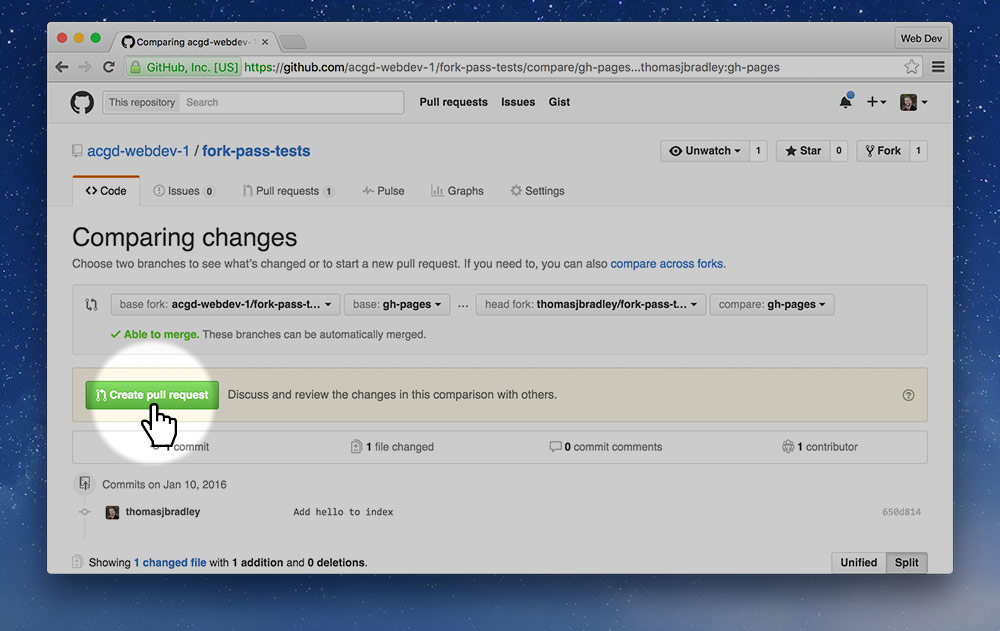 Comparing acgd-webdev-1
Web Dev
GitHub, Inc. [US] https://github.com/acgd-webdev-1/fork-pass-tests/compare/gh-pages...thomasjbradley:gh-pages
This repository Search Pull requests Issues Gist
acgd-webdev-1 / fork-pass-tests Unwatch 1 Star 0 Fork 1
Code Issues 0 Pull requests 1 Pulse Graphs Settings
Comparing changes
Choose two branches to see what's changed or to start a new pull request. If you need to, you can also compare across forks.
base fork: acgd-webdev-1/fork-pass-t... base: gh-pages ... head fork: thomasjbradley/fork-pass-t... compare: gh-pages
Able to merge. These branches can be automatically merged.
Create pull request Discuss and review the changes in this comparison with others.
1 commit 1 file changed 0 commit comments 1 contributor
Commits on Jan 10, 2016
thomasjbradley Add hello to index 650d814
Showing 1 changed file with 1 addition and 0 deletions. Unified Split